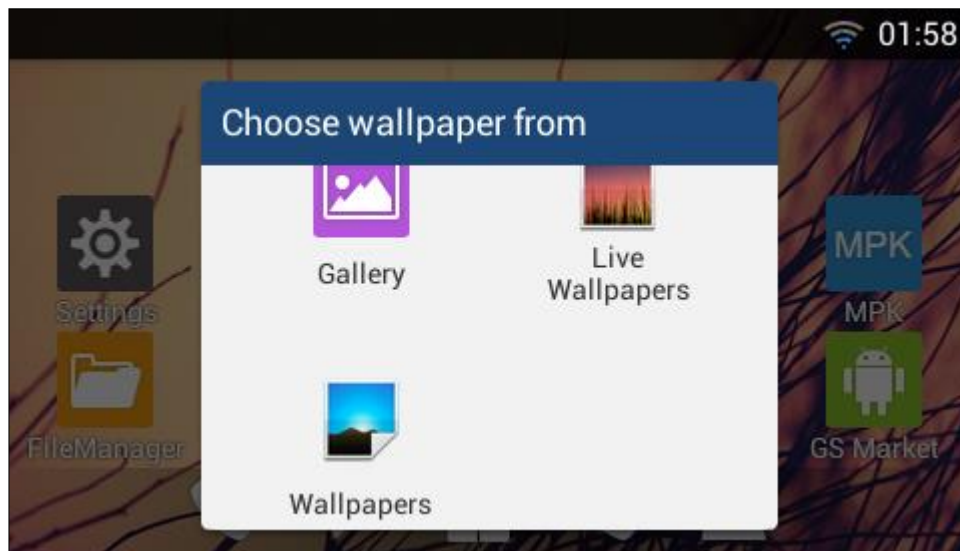 01:58
Choose wallpaper from
Gallery
Live
Wallpapers
Settings
MPK
MPK
FileManager
GS Market
Wallpapers